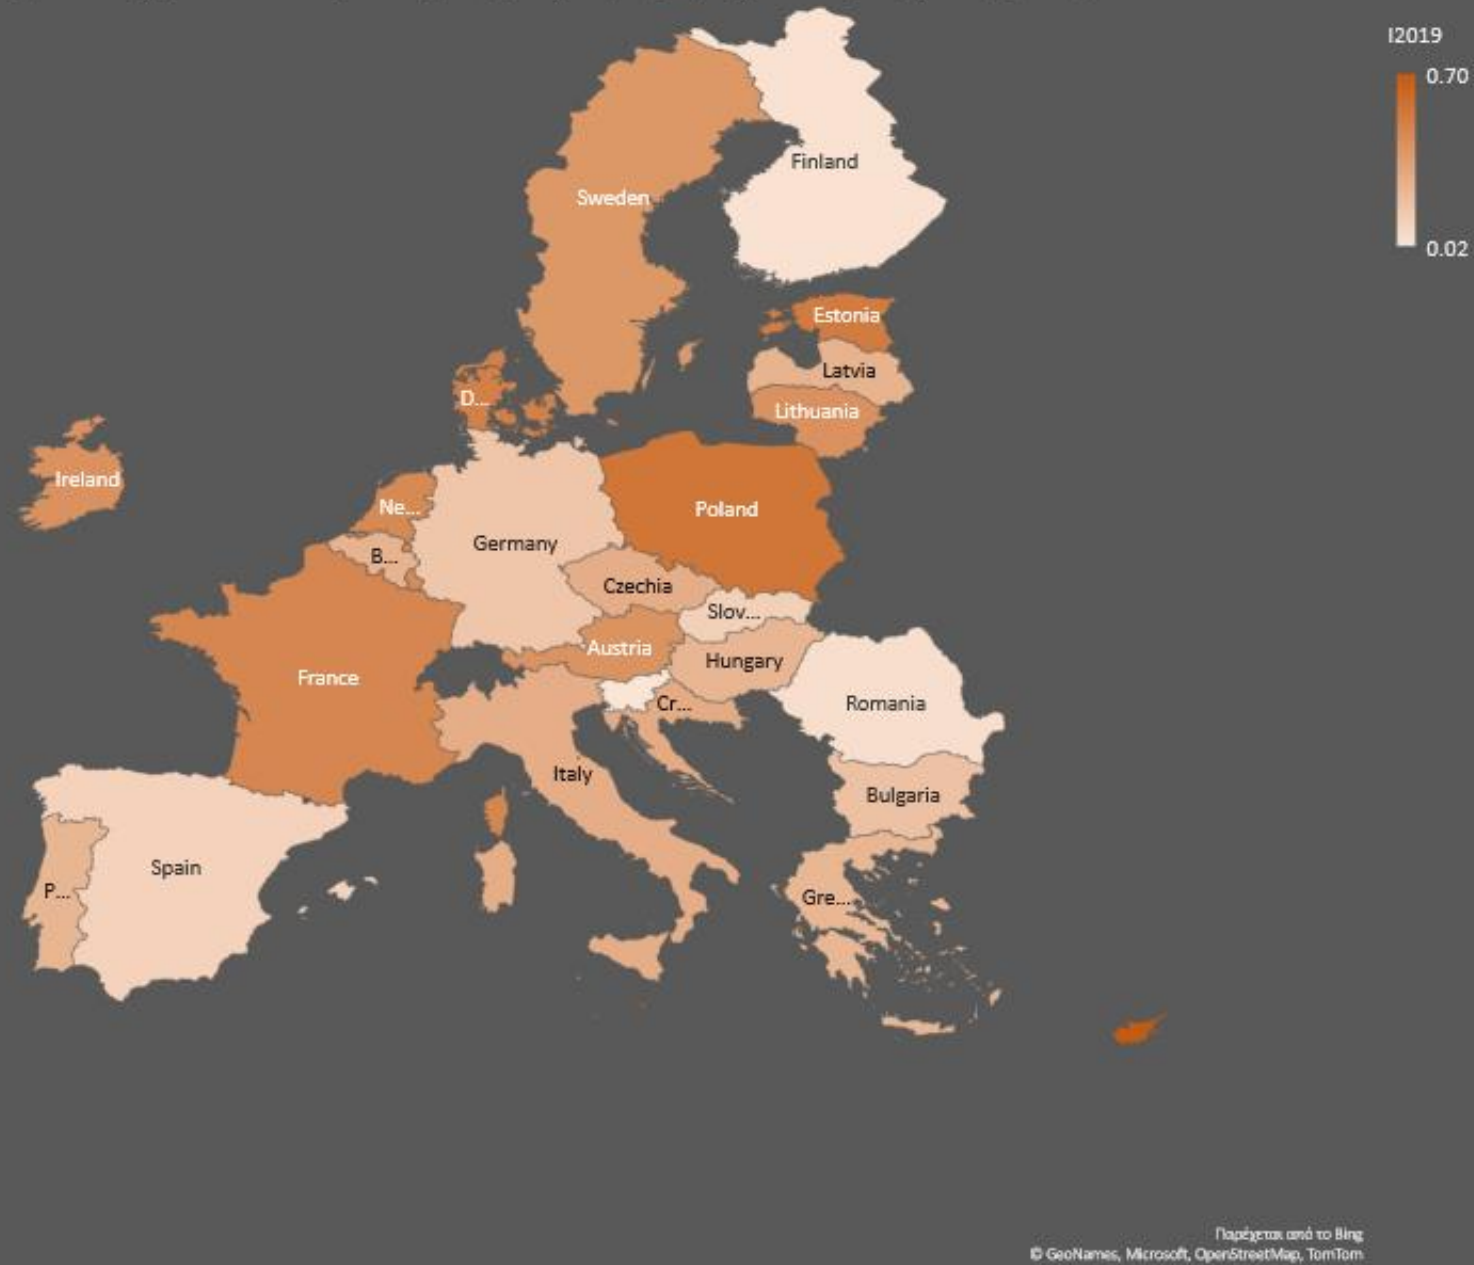 I2019
0.70
0.02
Finland
Sweden
Estonia
Latvia
Lithuania
D...
Ireland
Ne...
Poland
B...
Germany
Czechia
Slov...
Austria
Hungary
France
Cr...
Romania
Italy
Bulgaria
Spain
P...
Gre...
Παρέχεται από το Bing
© GeoNames, Microsoft, OpenStreetMap, TomTom